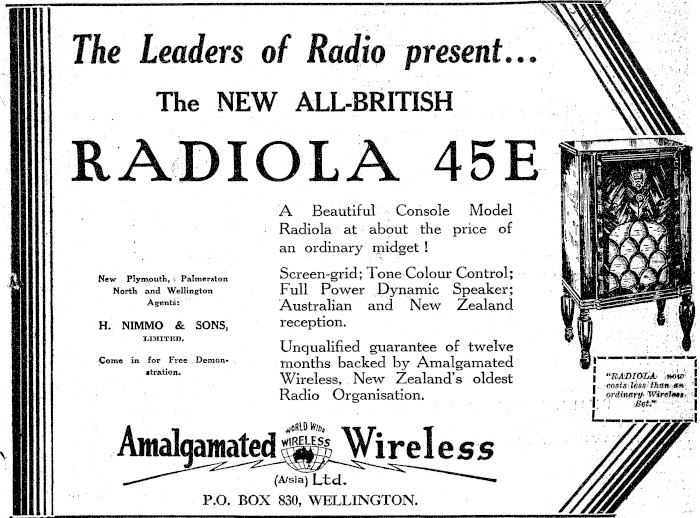 The Leaders of Radio present...
The NEW ALL-BRITISH
RADIOLA 45E
A Beautiful Console Model
Radiola at about the price of
an ordinary midget !
Screen-grid; Tone Colour Control;
Full Power Dynamic Speaker;
Australian and New Zealand
reception.
Unqualified guarantee of twelve
months backed by Amalgamated
Wireless, New Zealand's oldest
Radio Organisation.
New Plymouth, Palmerston
North and Wellington
Agents:
H. NIMMO & SONS,
LIMITED.
Come in for Free Demon-
stration.
"RADIOLA now
costs less than an
ordinary Wireless
Set."
Amalgamated Wireless
WORLD WIDE
WIRELESS
(A/sia) Ltd.
P.O. BOX 830, WELLINGTON.